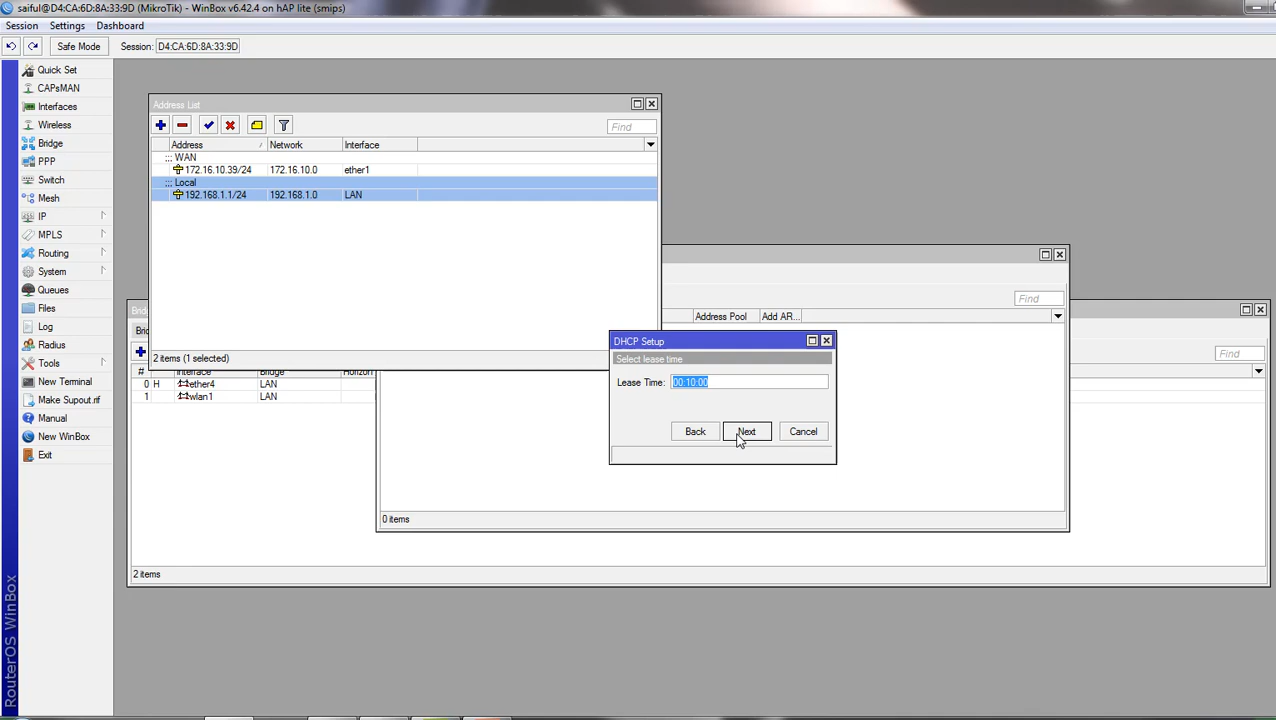 saiful@D4:CA:6D:8A:33:9D (MikroTik) - WinBox v6.42.4 on hAP lite (smips)
Session Settings Dashboard
Safe Mode Session: D4:CA:6D:8A:33:9D
Quick Set
CAPsMAN
Interfaces
Wireless
Bridge
PPP
Switch
Mesh
IP
MPLS
Routing
System
Queues
Files
Log
Radius
Tools
New Terminal
Make Supout.rif
Manual
New WinBox
Exit
RouterOS WinBox
Address List
Find
Address / Network Interface
::: WAN
172.16.10.39/24 172.16.10.0 ether1
::: Local
192.168.1.1/24 192.168.1.0 LAN
2 items (1 selected)
Find
Address Pool Add AR...
0 items
DHCP Setup
Select lease time
Lease Time: 00:10:00
Back Next Cancel
Find
# Interface Bridge Horizon
0 H ether4 LAN
1 wlan1 LAN
2 items